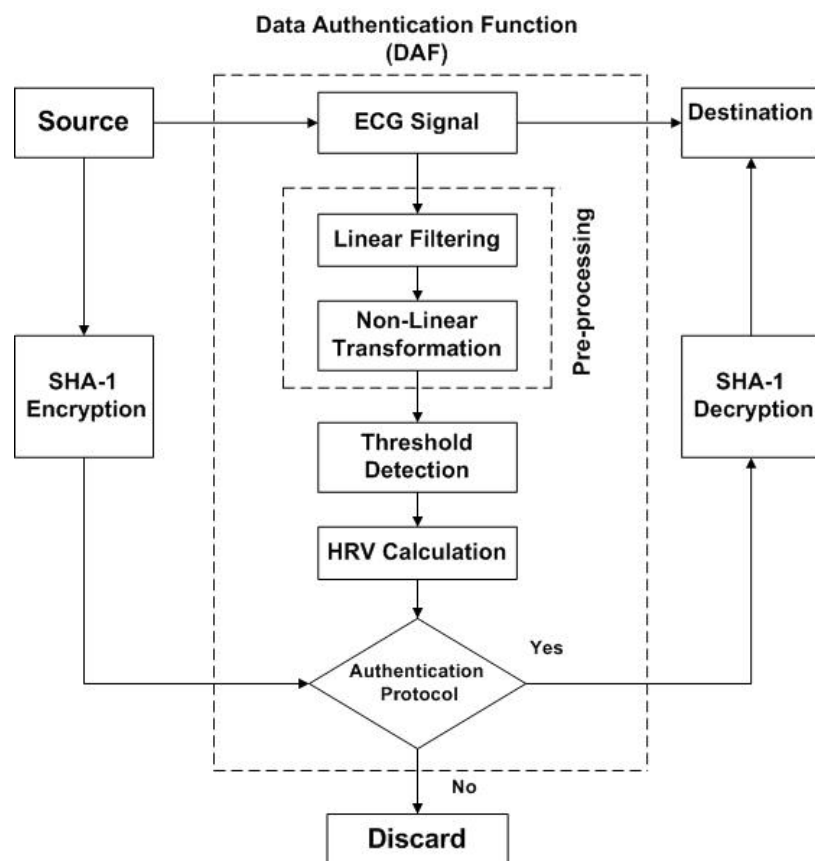 Data Authentication Function
(DAF)
Source
ECG Signal
Destination
Linear Filtering
Non-Linear
Transformation
Pre-processing
SHA-1
Encryption
SHA-1
Decryption
Threshold
Detection
HRV Calculation
Authentication
Protocol
Yes
No
Discard